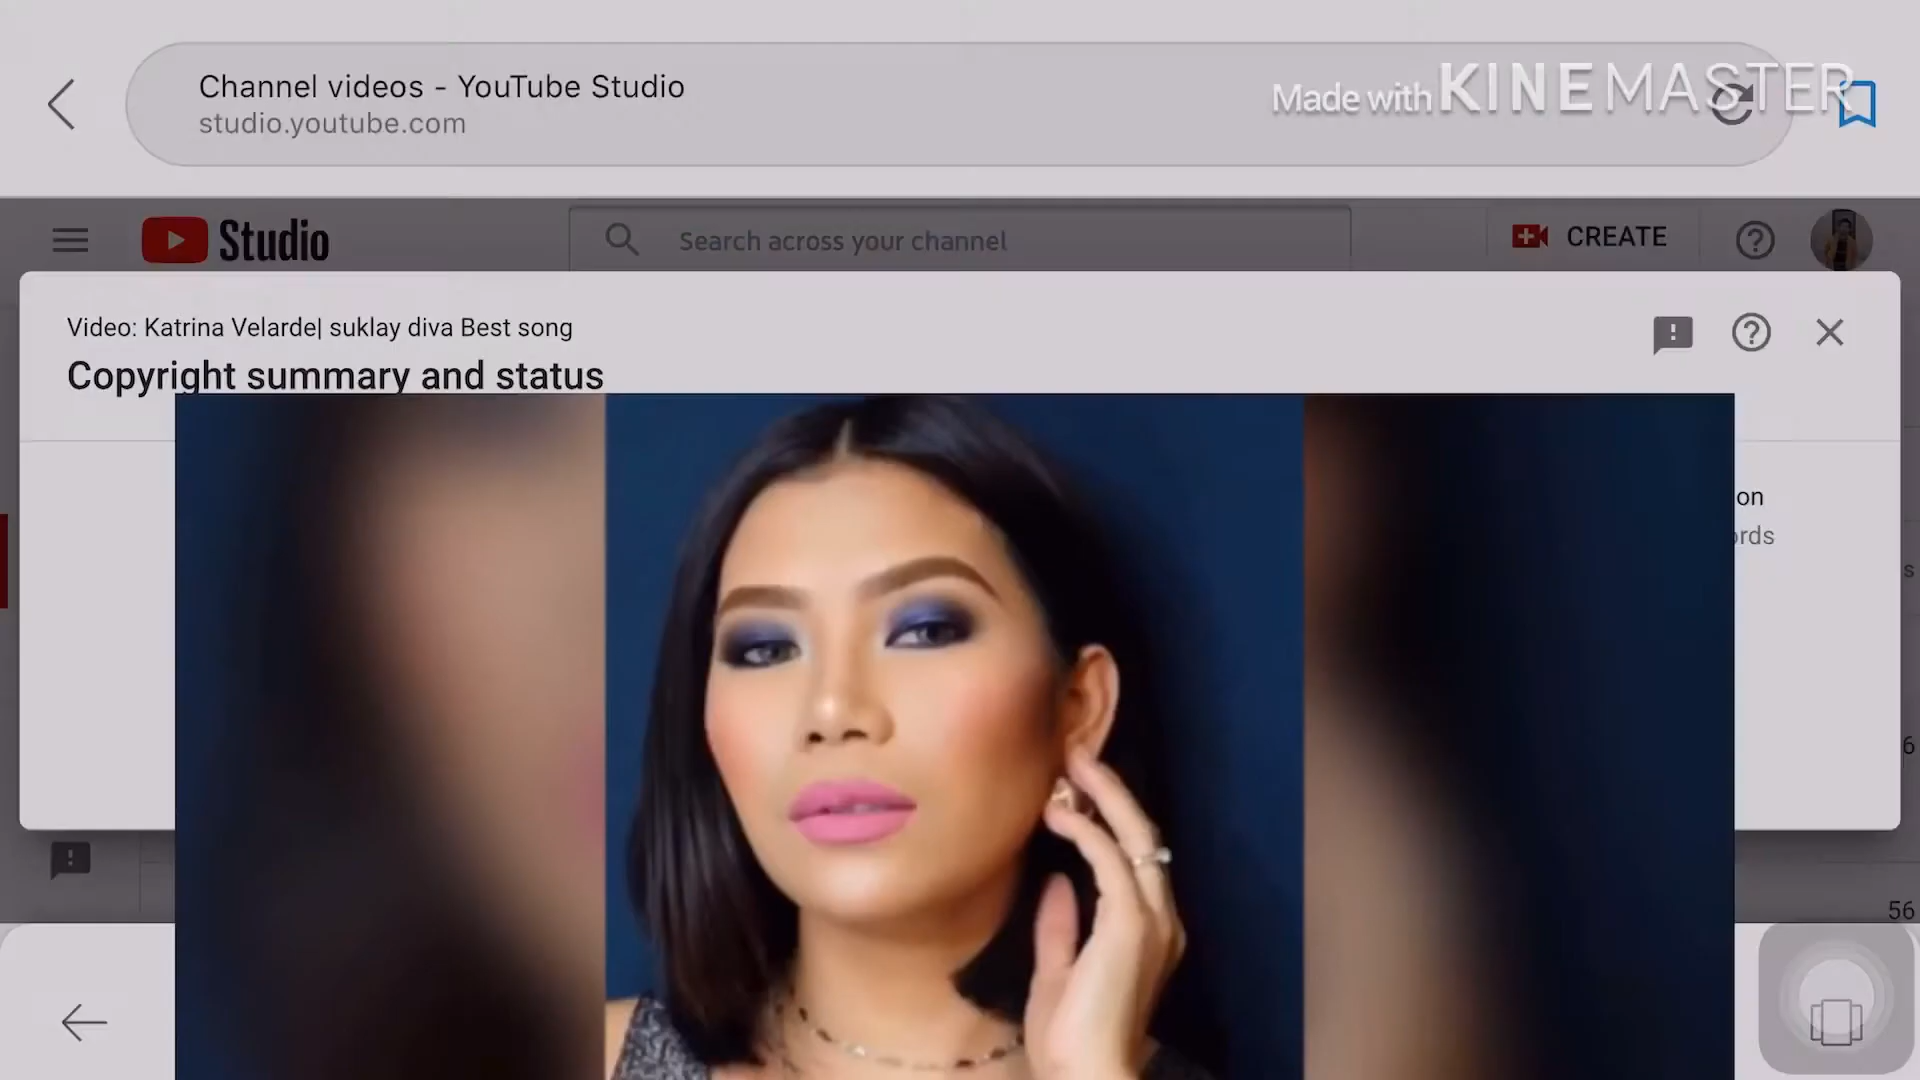 Channel videos - YouTube Studio
studio.youtube.com
Made with KINEMASTER
Studio
Search across your channel
CREATE
Video: Katrina Velarde| suklay diva Best song
Copyright summary and status
on
rds
s
6
56